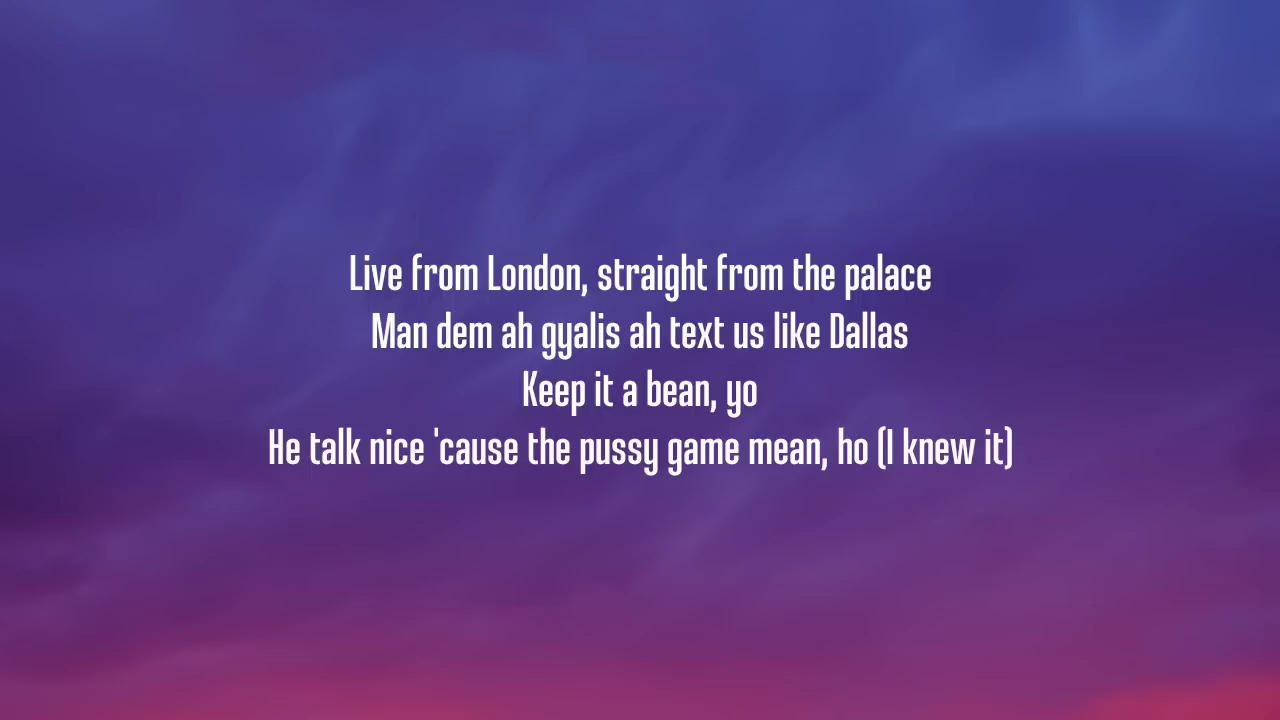 Live from London, straight from the palace
Man dem ah gyalis ah text us like Dallas
Keep it a bean, yo
He talk nice 'cause the pussy game mean, ho (I knew it)